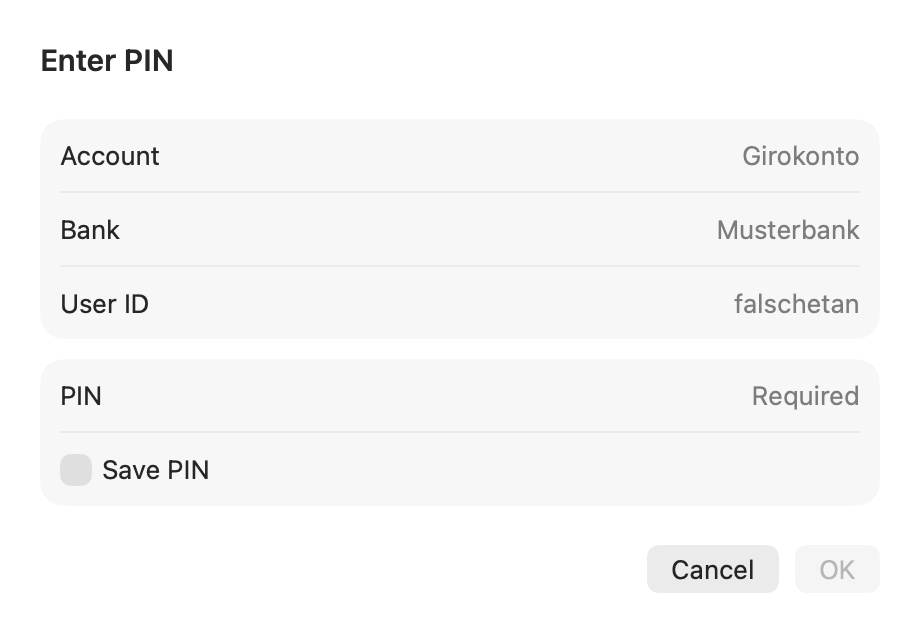 Enter PIN
Account Girokonto
Bank Musterbank
User ID falschetan
PIN Required
Save PIN
Cancel OK